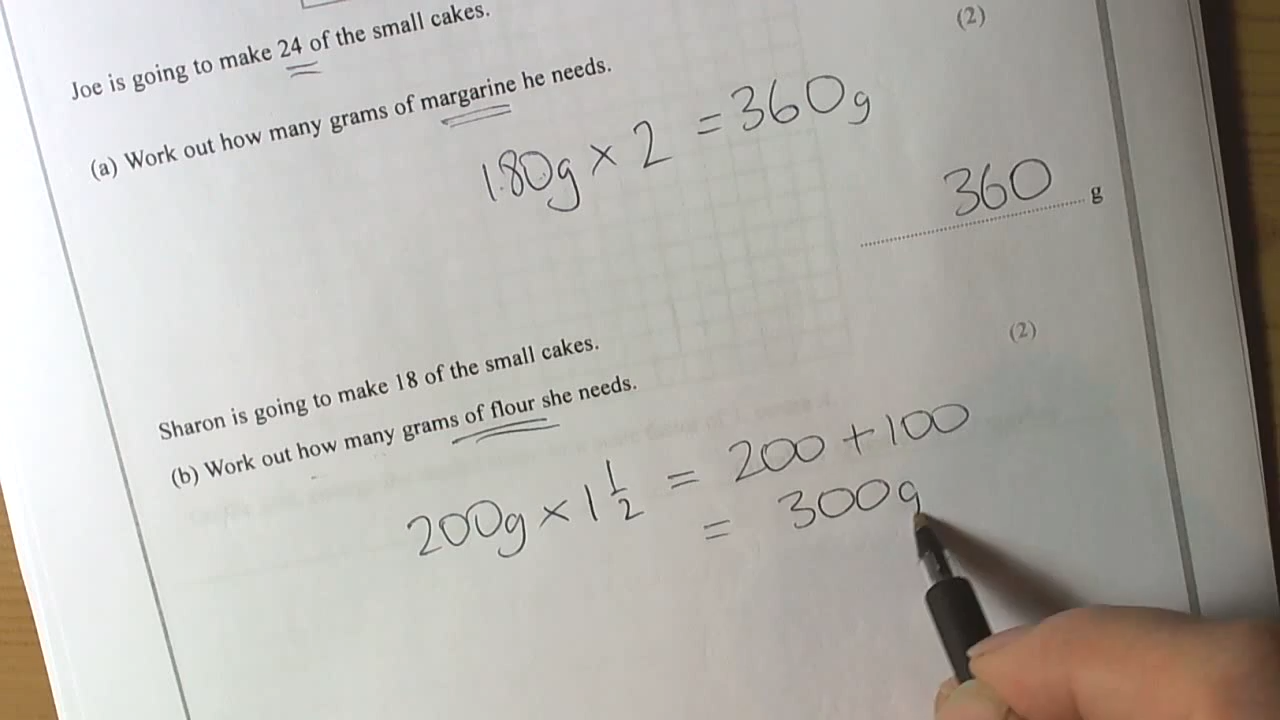 Joe is going to make 24 of the small cakes.
(2)
(a) Work out how many grams of margarine he needs.
180g × 2 = 360g
360 g
(2)
Sharon is going to make 18 of the small cakes.
(b) Work out how many grams of flour she needs.
200g × 1 1/2 = 200 + 100
= 300g